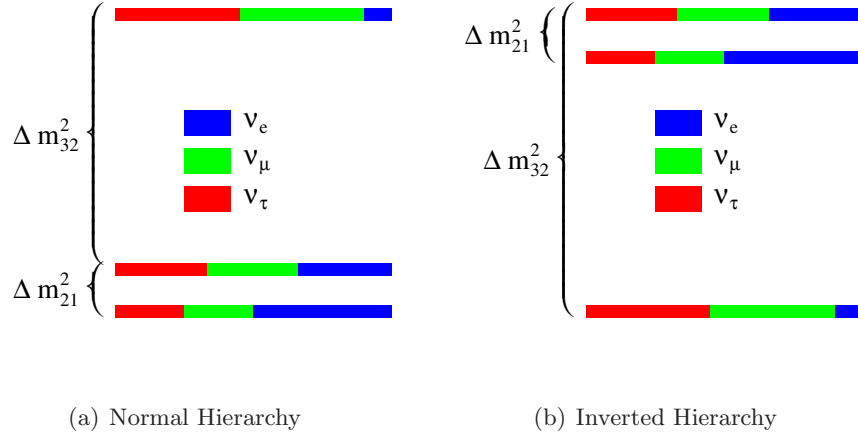 Δ m²₃₂
ν_e
ν_μ
ν_τ
Δ m²₂₁
(a) Normal Hierarchy
Δ m²₂₁
ν_e
ν_μ
Δ m²₃₂
ν_τ
(b) Inverted Hierarchy